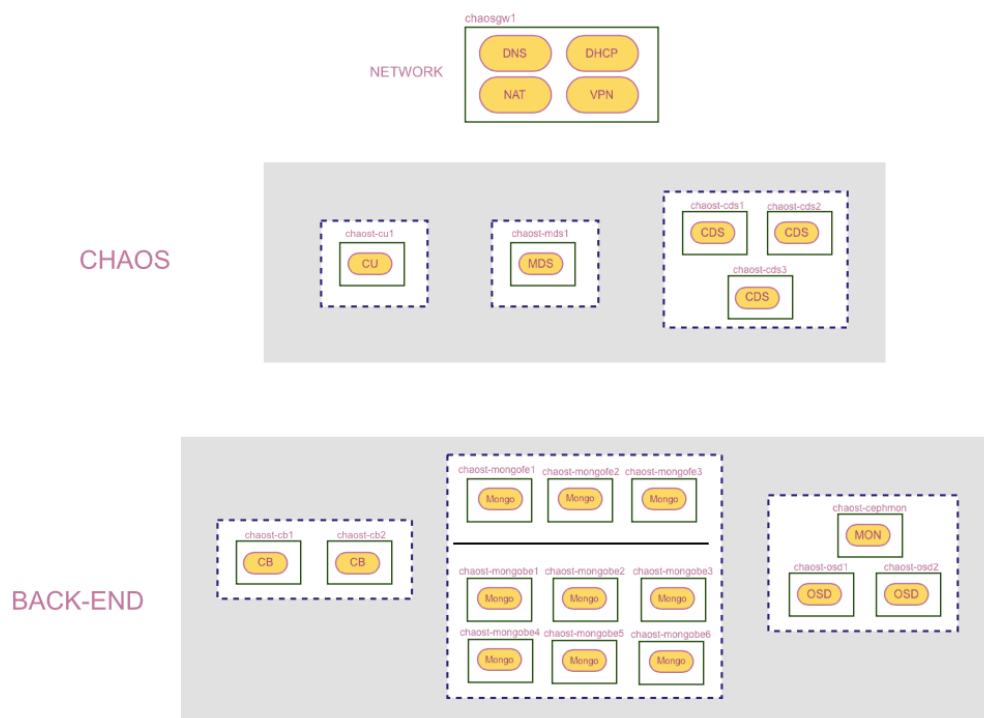 chaosgw1
NETWORK
DNS
DHCP
NAT
VPN
CHAOS
chaost-cu1
CU
chaost-mds1
MDS
chaost-cds1
chaost-cds2
CDS
CDS
chaost-cds3
CDS
BACK-END
chaost-cb1
chaost-cb2
CB
CB
chaost-mongofe1
chaost-mongofe2
chaost-mongofe3
Mongo
Mongo
Mongo
chaost-mongobe1
chaost-mongobe2
chaost-mongobe3
Mongo
Mongo
Mongo
chaost-mongobe4
chaost-mongobe5
chaost-mongobe6
Mongo
Mongo
Mongo
chaost-cephmon
MON
chaost-osd1
chaost-osd2
OSD
OSD